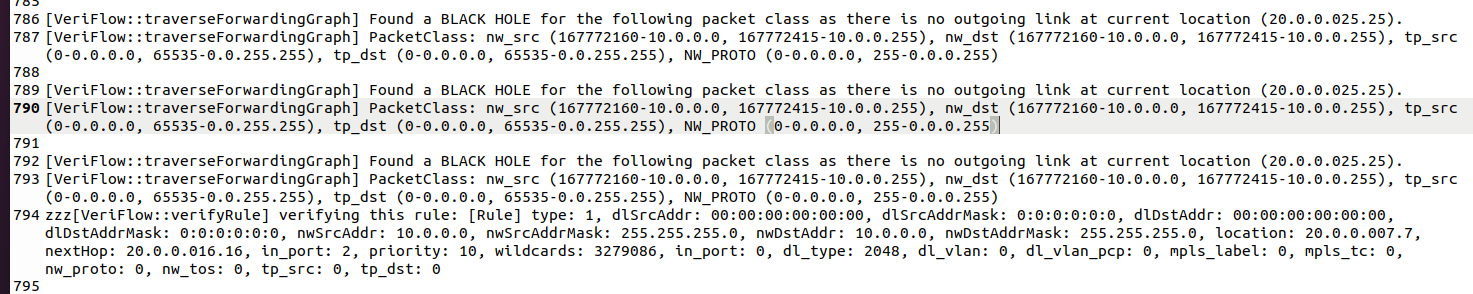 785
786 [VeriFlow::traverseForwardingGraph] Found a BLACK HOLE for the following packet class as there is no outgoing link at current location (20.0.0.025.25).
787 [VeriFlow::traverseForwardingGraph] PacketClass: nw_src (167772160-10.0.0.0, 167772415-10.0.0.255), nw_dst (167772160-10.0.0.0, 167772415-10.0.0.255), tp_src
(0-0.0.0.0, 65535-0.0.255.255), tp_dst (0-0.0.0.0, 65535-0.0.255.255), NW_PROTO (0-0.0.0.0, 255-0.0.0.255)
788
789 [VeriFlow::traverseForwardingGraph] Found a BLACK HOLE for the following packet class as there is no outgoing link at current location (20.0.0.025.25).
790 [VeriFlow::traverseForwardingGraph] PacketClass: nw_src (167772160-10.0.0.0, 167772415-10.0.0.255), nw_dst (167772160-10.0.0.0, 167772415-10.0.0.255), tp_src
(0-0.0.0.0, 65535-0.0.255.255), tp_dst (0-0.0.0.0, 65535-0.0.255.255), NW_PROTO (0-0.0.0.0, 255-0.0.0.255)
791
792 [VeriFlow::traverseForwardingGraph] Found a BLACK HOLE for the following packet class as there is no outgoing link at current location (20.0.0.025.25).
793 [VeriFlow::traverseForwardingGraph] PacketClass: nw_src (167772160-10.0.0.0, 167772415-10.0.0.255), nw_dst (167772160-10.0.0.0, 167772415-10.0.0.255), tp_src
(0-0.0.0.0, 65535-0.0.255.255), tp_dst (0-0.0.0.0, 65535-0.0.255.255), NW_PROTO (0-0.0.0.0, 255-0.0.0.255)
794 zzz[VeriFlow::verifyRule] verifying this rule: [Rule] type: 1, dlSrcAddr: 00:00:00:00:00:00, dlSrcAddrMask: 0:0:0:0:0:0, dlDstAddr: 00:00:00:00:00:00,
dlDstAddrMask: 0:0:0:0:0:0, nwSrcAddr: 10.0.0.0, nwSrcAddrMask: 255.255.255.0, nwDstAddr: 10.0.0.0, nwDstAddrMask: 255.255.255.0, location: 20.0.0.007.7,
nextHop: 20.0.0.016.16, in_port: 2, priority: 10, wildcards: 3279086, in_port: 0, dl_type: 2048, dl_vlan: 0, dl_vlan_pcp: 0, mpls_label: 0, mpls_tc: 0,
nw_proto: 0, nw_tos: 0, tp_src: 0, tp_dst: 0
795